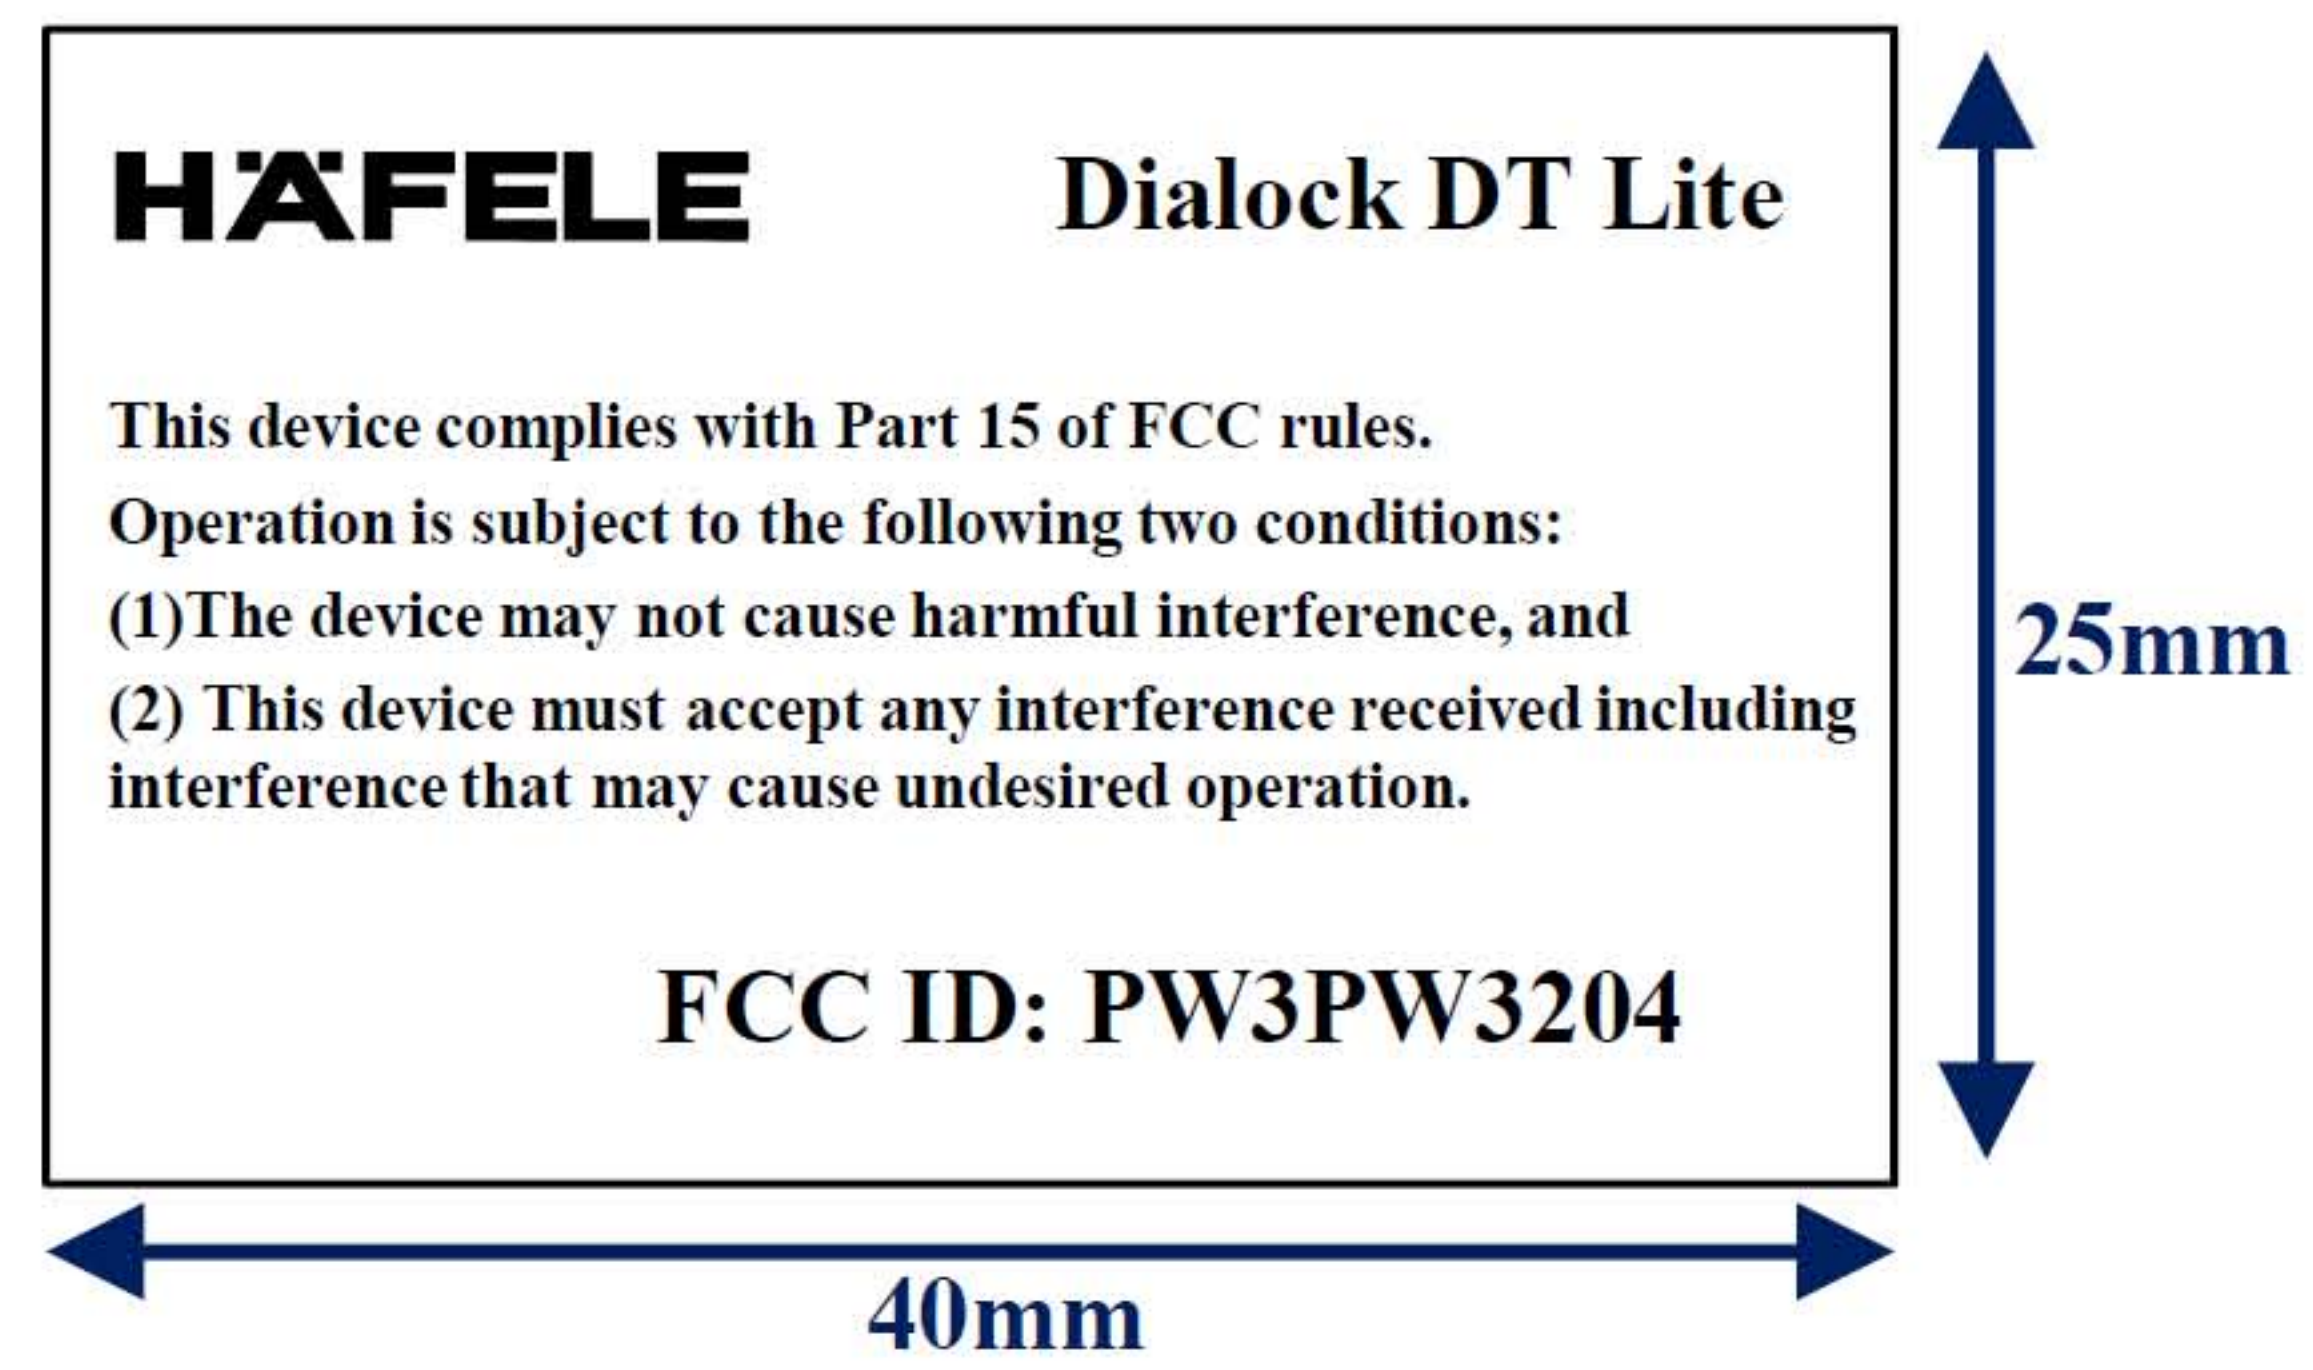 HÄFELE Dialock DT Lite
This device complies with Part 15 of FCC rules.
Operation is subject to the following two conditions:
(1)The device may not cause harmful interference, and
(2) This device must accept any interference received including
interference that may cause undesired operation.
FCC ID: PW3PW3204
25mm
40mm